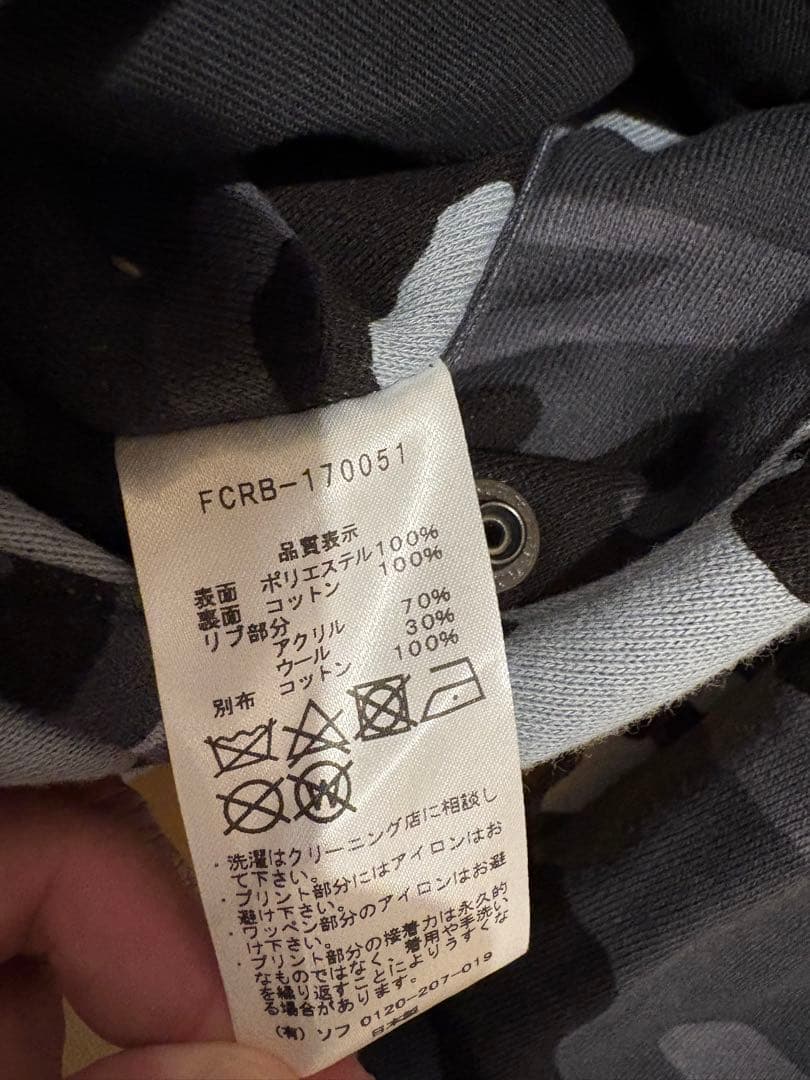 FCRB-170051
品質表示
表面 ポリエステル100%
裏面 コットン 100%
リブ部分
アクリル 70%
ウール 30%
別布 コットン 100%
W
・洗濯はクリーニング店に相談し
て下さい。
・プリント部分にはアイロンはお
避け下さい。
・ワッペン部分のアイロンはお避
け下さい。
・プリント部分の接着力は永久的
なものではなく、着用や手洗い
を繰り返すことによりうすくな
る場合があります。
(有)ソフ 0120-207-019
日本製